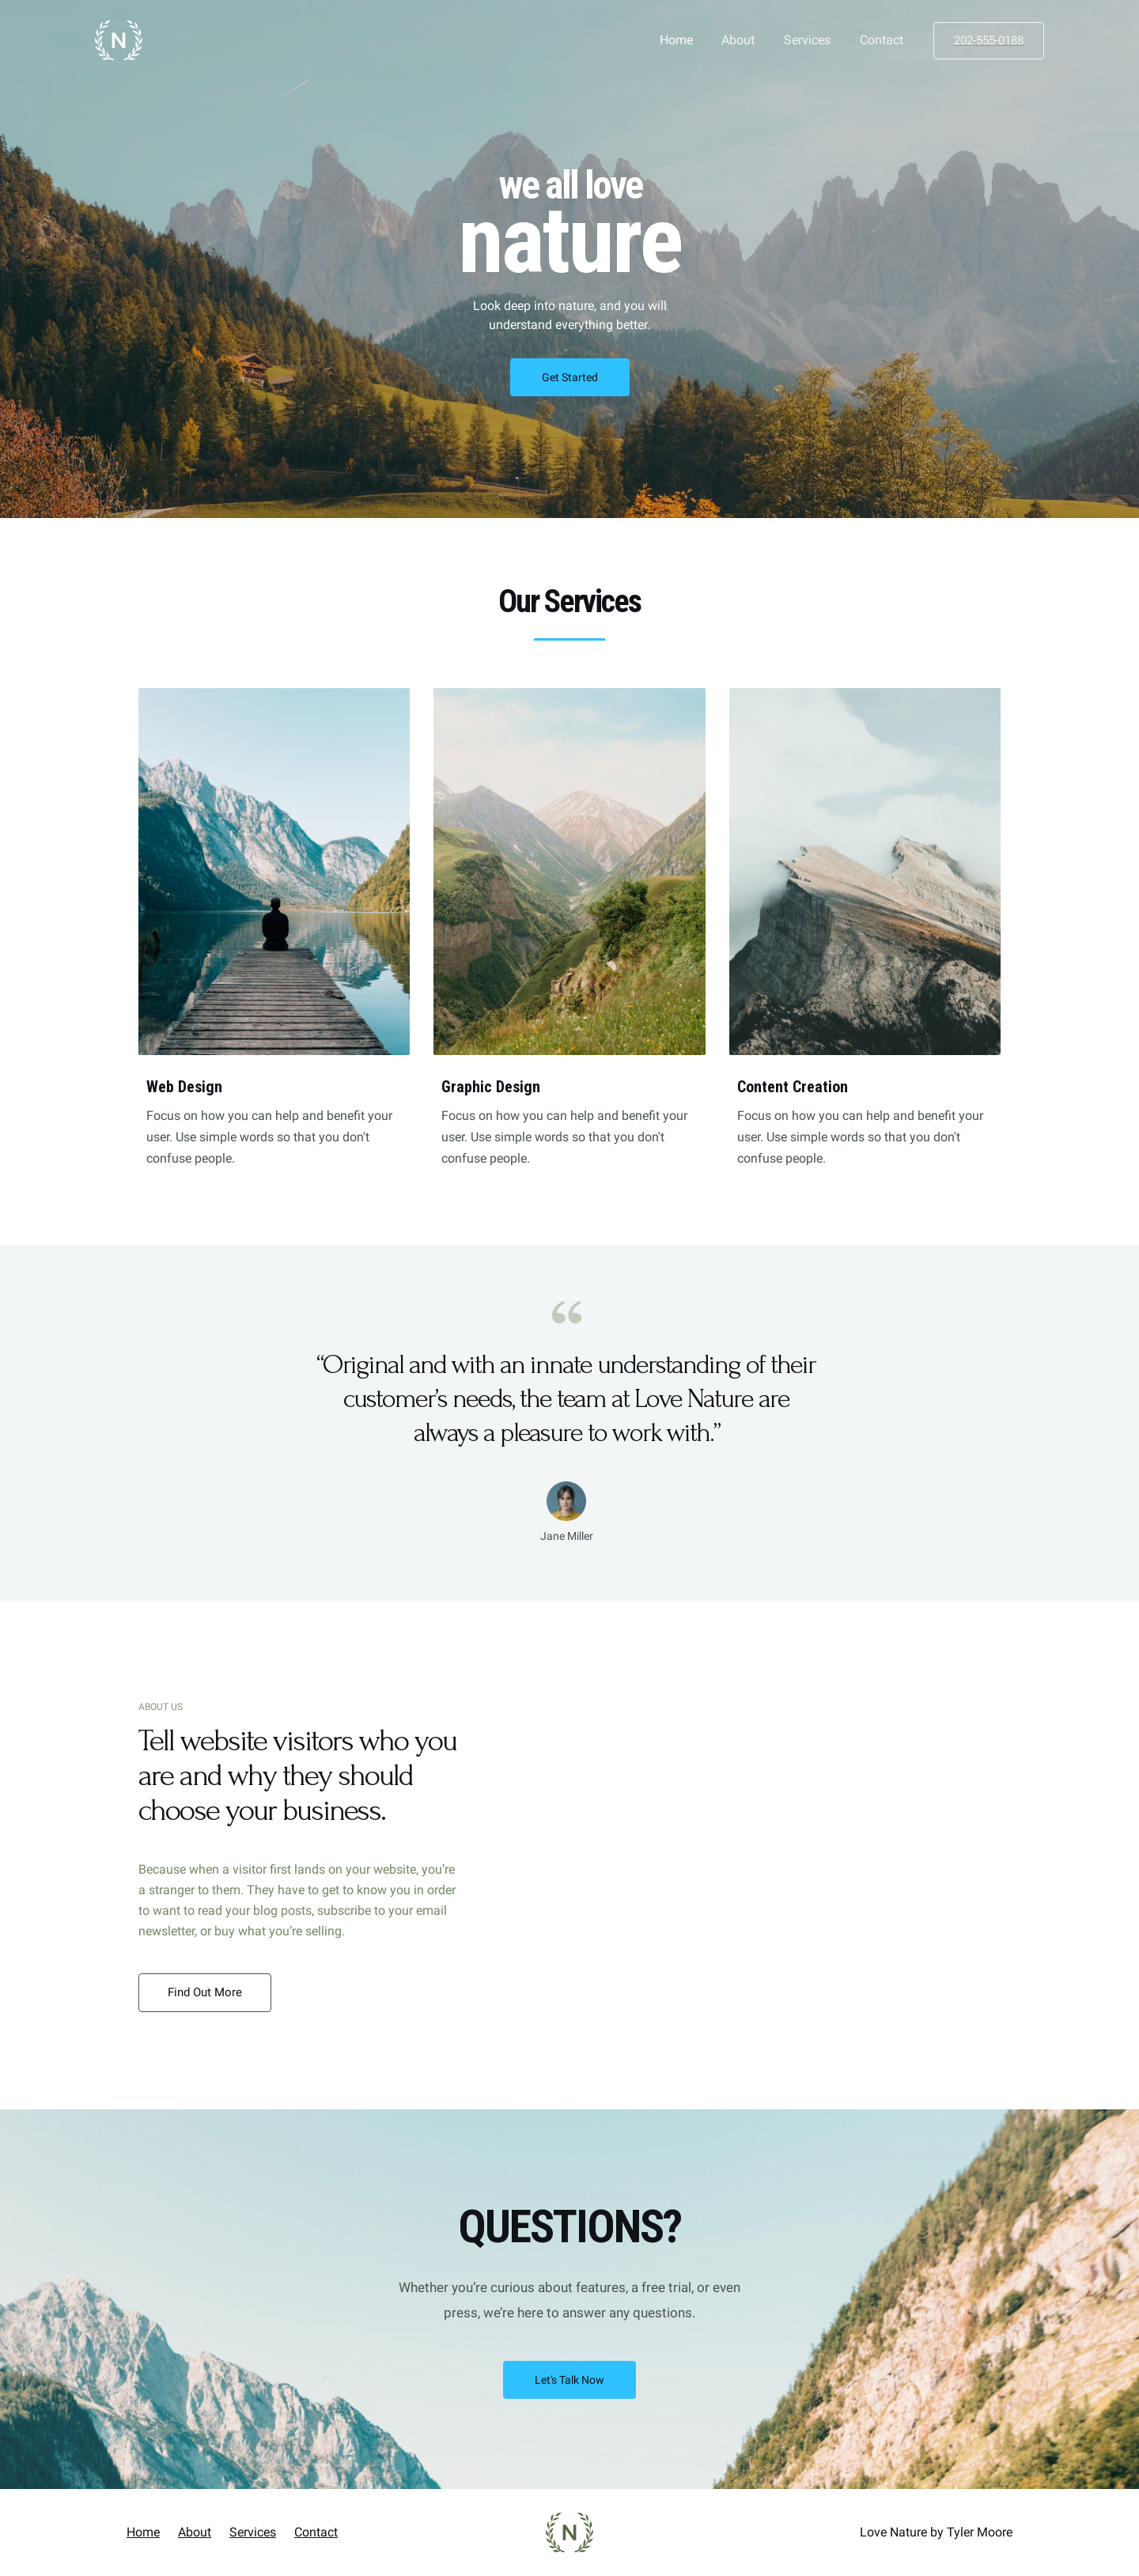 N
Home
About
Services
Contact
202-555-0188
we all love
nature
Look deep into nature, and you will
understand everything better.
Get Started
Our Services
Web Design
Focus on how you can help and benefit your
user. Use simple words so that you don't
confuse people.
Graphic Design
Focus on how you can help and benefit your
user. Use simple words so that you don't
confuse people.
Content Creation
Focus on how you can help and benefit your
user. Use simple words so that you don't
confuse people.
“
“Original and with an innate understanding of their
customer’s needs, the team at Love Nature are
always a pleasure to work with.”
Jane Miller
ABOUT US
Tell website visitors who you
are and why they should
choose your business.
Because when a visitor first lands on your website, you’re
a stranger to them. They have to get to know you in order
to want to read your blog posts, subscribe to your email
newsletter, or buy what you’re selling.
Find Out More
QUESTIONS?
Whether you’re curious about features, a free trial, or even
press, we’re here to answer any questions.
Let's Talk Now
Home
About
Services
Contact
N
Love Nature by Tyler Moore